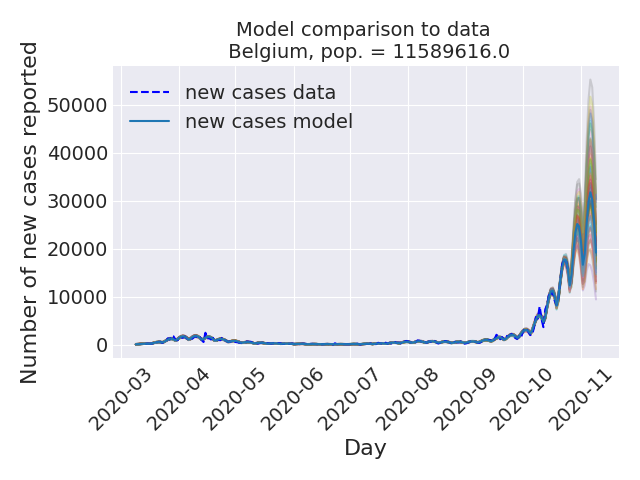 Model comparison to data
Belgium, pop. = 11589616.0
new cases data
new cases model
Number of new cases reported
50000
40000
30000
20000
10000
0
2020-03
2020-04
2020-05
2020-06
2020-07
2020-08
2020-09
2020-10
2020-11
Day